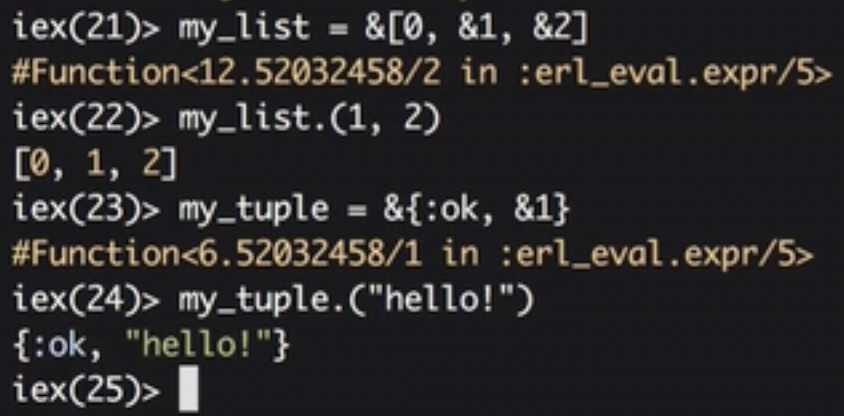 iex(21)> my_list = &[0, &1, &2]
#Function<12.52032458/2 in :erl_eval.expr/5>
iex(22)> my_list.(1, 2)
[0, 1, 2]
iex(23)> my_tuple = &{:ok, &1}
#Function<6.52032458/1 in :erl_eval.expr/5>
iex(24)> my_tuple.("hello!")
{:ok, "hello!"}
iex(25)>